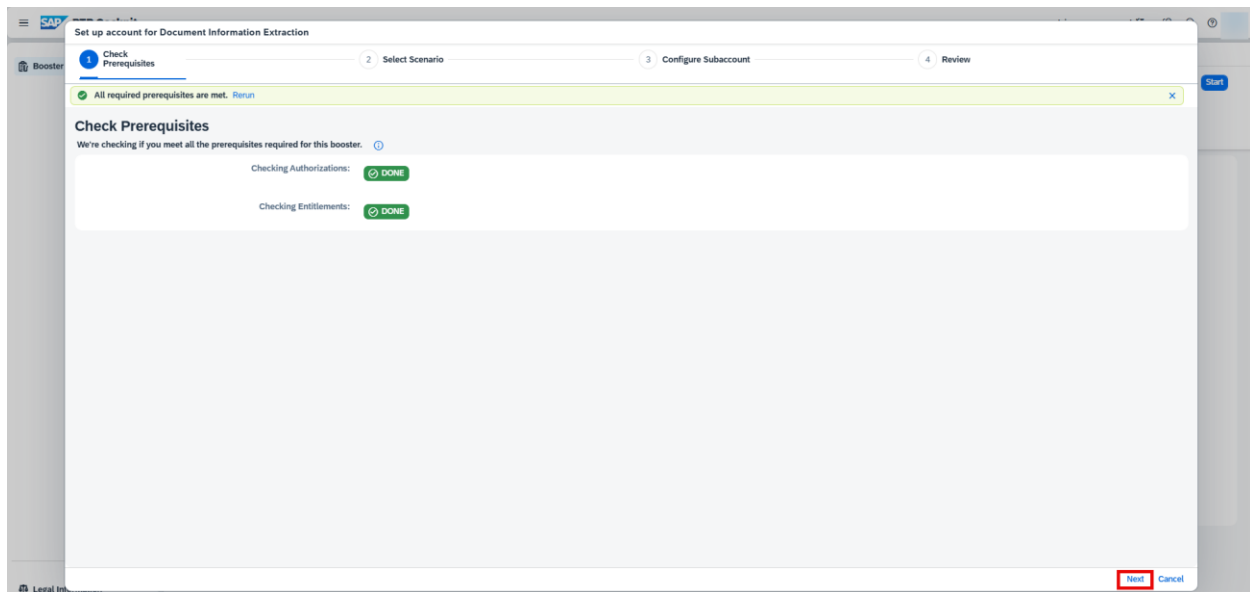 SAP
Set up account for Document Information Extraction
Booster
1 Check Prerequisites
2 Select Scenario
3 Configure Subaccount
4 Review
Start
All required prerequisites are met. Rerun
Check Prerequisites
We're checking if you meet all the prerequisites required for this booster.
Checking Authorizations: DONE
Checking Entitlements: DONE
Next Cancel
Legal